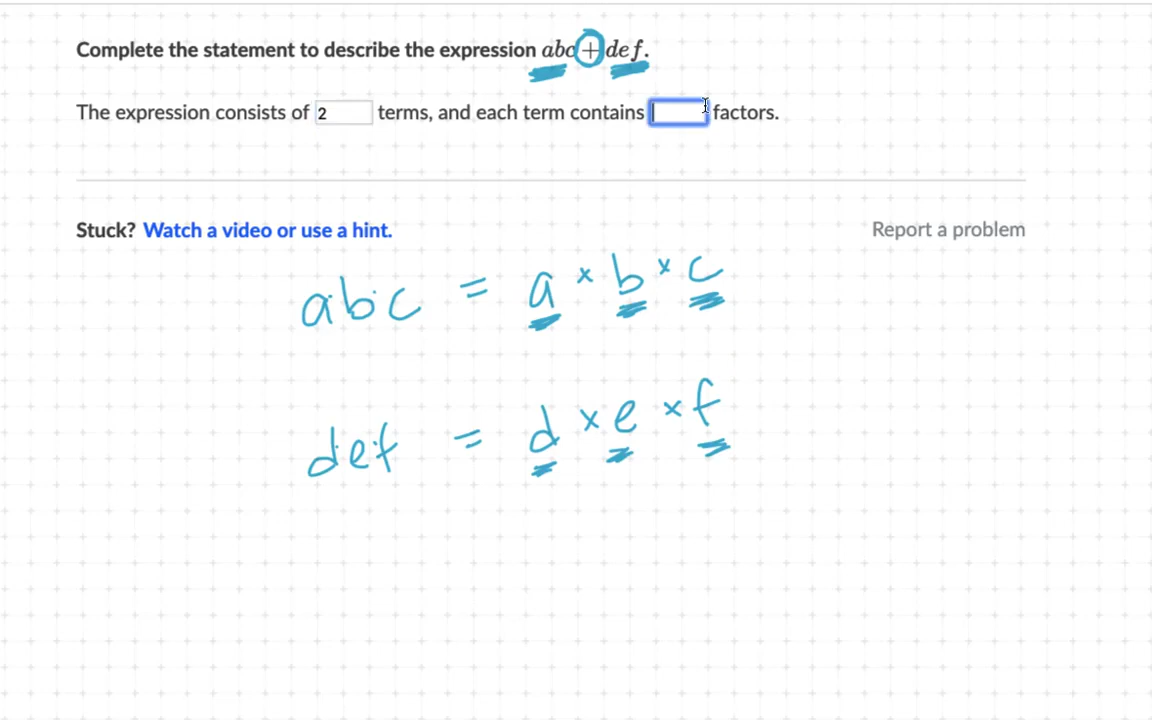 Complete the statement to describe the expression abc + def.
The expression consists of 2 terms, and each term contains factors.
Stuck? Watch a video or use a hint.
Report a problem
abc = a × b × c
def = d × e × f